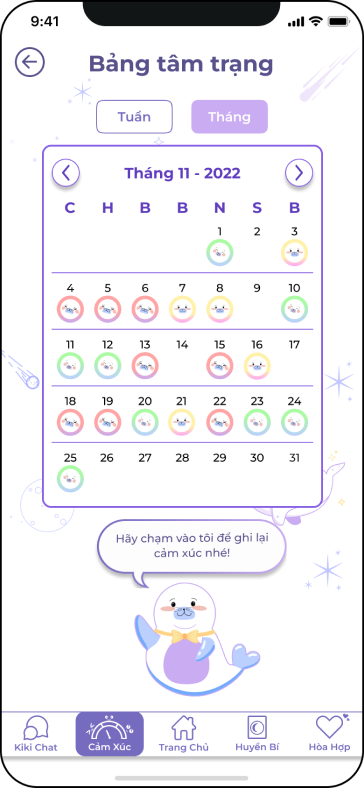 9:41
Bảng tâm trạng
Tuần Tháng
Tháng 11 - 2022
C H B B N S B
1 2 3
4 5 6 7 8 9 10
11 12 13 14 15 16 17
18 19 20 21 22 23 24
25 26 27 28 29 30 31
Hãy chạm vào tôi để ghi lại
cảm xúc nhé!
Kiki Chat Cảm Xúc Trang Chủ Huyền Bí Hòa Hợp